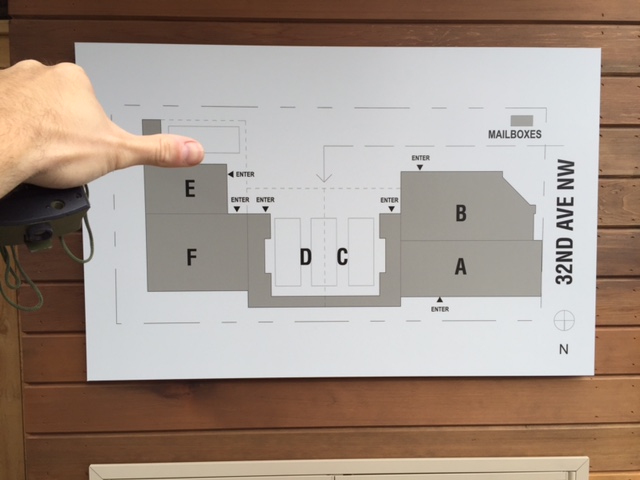 MAILBOXES
ENTER
ENTER
E
ENTER
ENTER
ENTER
B
32ND AVE NW
F
D
C
A
ENTER
N